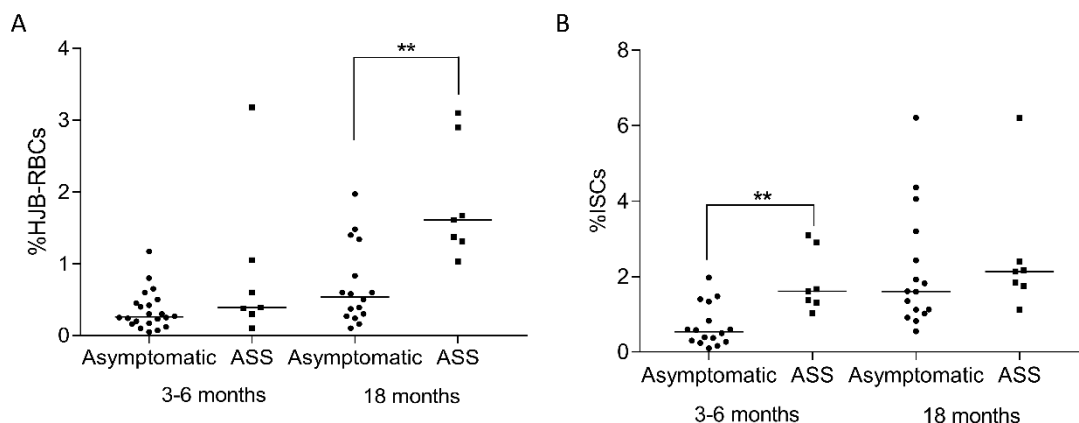 A
%HJB-RBCs
4
3
2
1
0
**
Asymptomatic ASS Asymptomatic ASS
3-6 months 18 months
B
%ISCs
8
6
4
2
0
**
Asymptomatic ASS Asymptomatic ASS
3-6 months 18 months